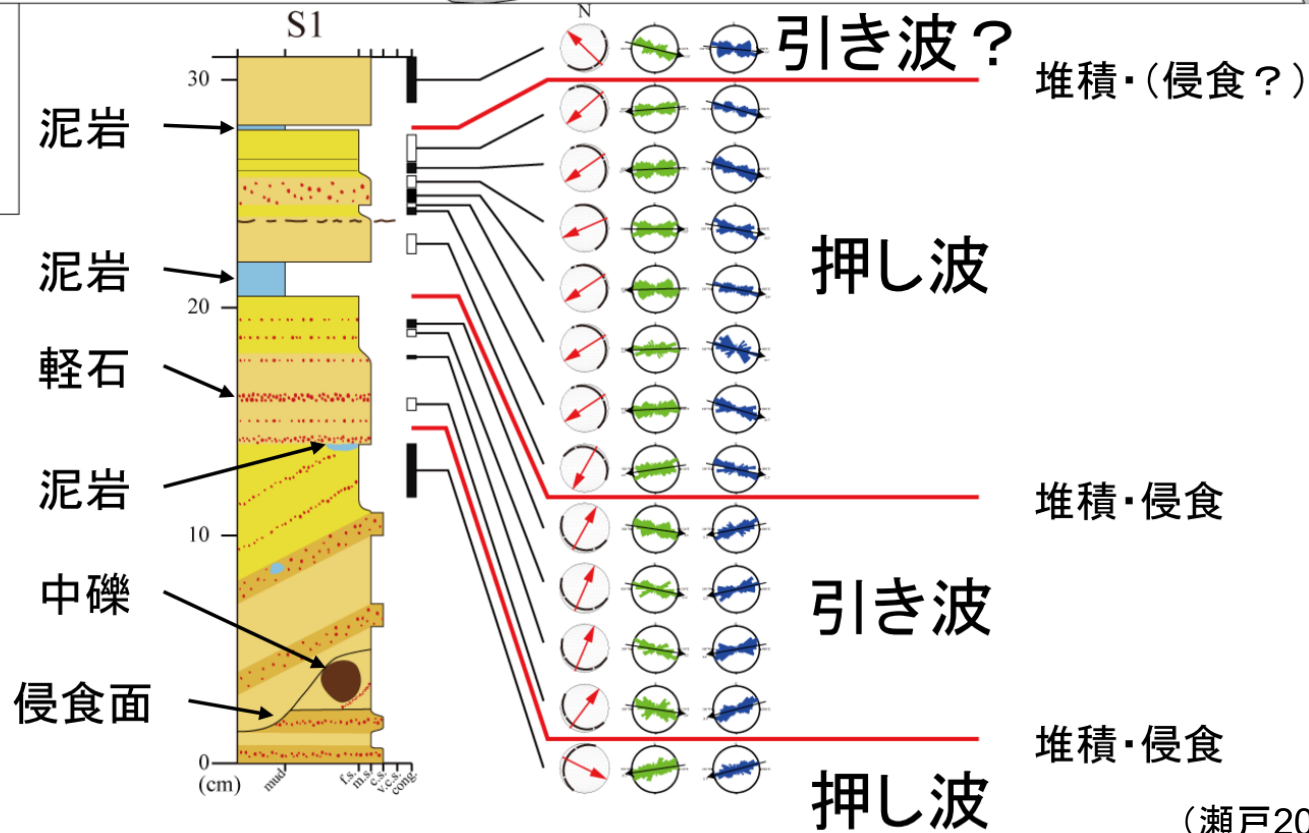 S1
N
引き波？
堆積・(侵食？)
30
泥岩
押し波
泥岩
20
軽石
泥岩
堆積・侵食
10
中礫
引き波
侵食面
堆積・侵食
0
(cm)
mud
f.s.
m.s.
c.s.
v.c.s.
cong.
押し波
（瀬戸20